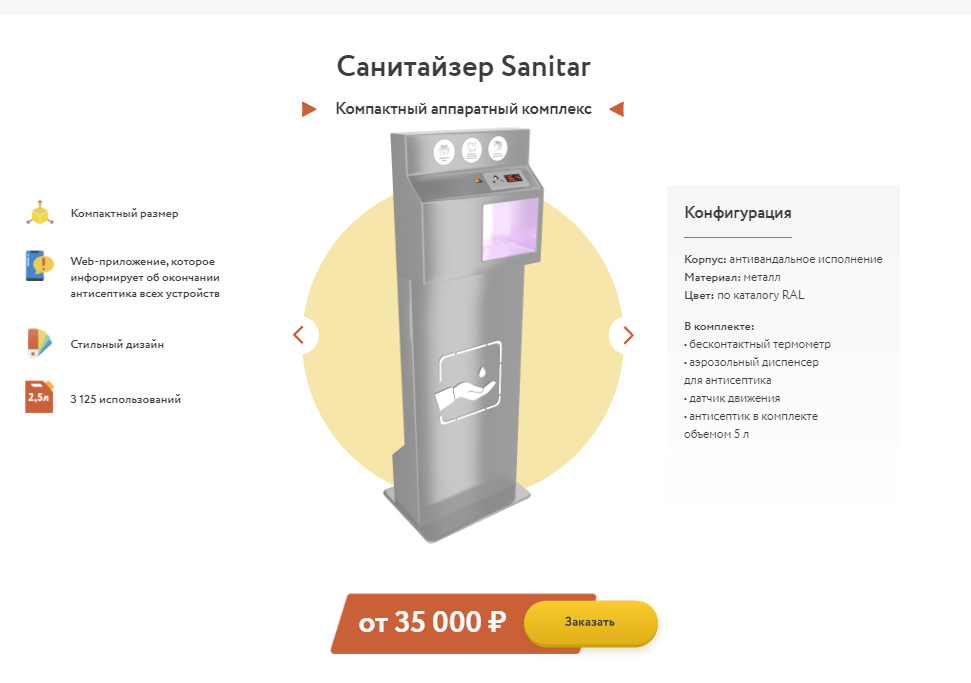 Санитайзер Sanitar
Компактный аппаратный комплекс
Компактный размер
Web-приложение, которое
информирует об окончании
антисептика всех устройств
Стильный дизайн
2,5л
3 125 использований
Конфигурация
Корпус: антивандальное исполнение
Материал: металл
Цвет: по каталогу RAL
В комплекте:
• бесконтактный термометр
• аэрозольный диспенсер
для антисептика
• датчик движения
• антисептик в комплекте
объемом 5 л
от 35 000 ₽
Заказать